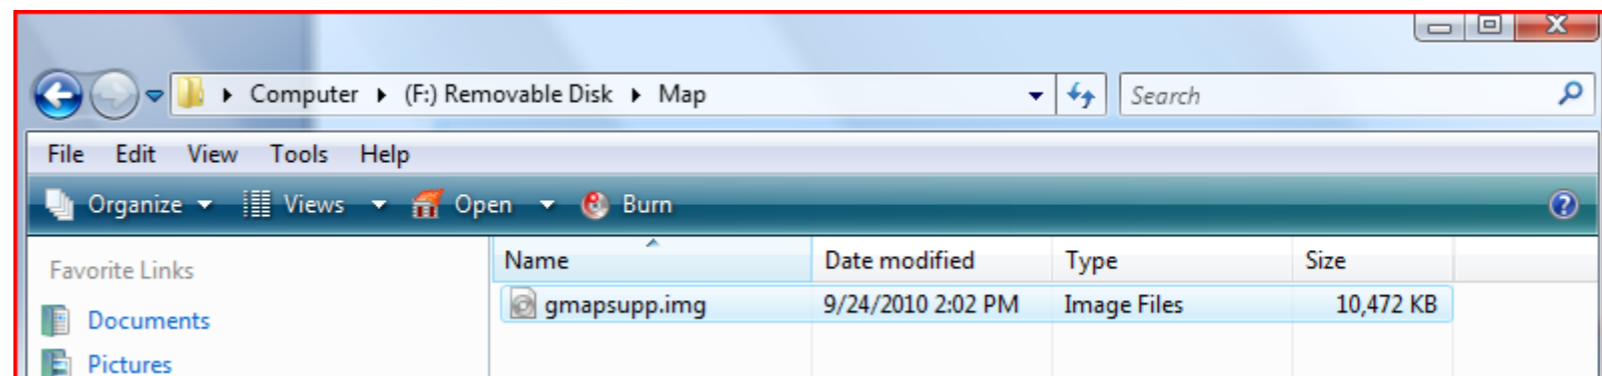 Computer (F:) Removable Disk Map Search
File Edit View Tools Help
Organize Views Open Burn
Favorite Links Name Date modified Type Size
gmapsupp.img 9/24/2010 2:02 PM Image Files 10,472 KB
Documents
Pictures